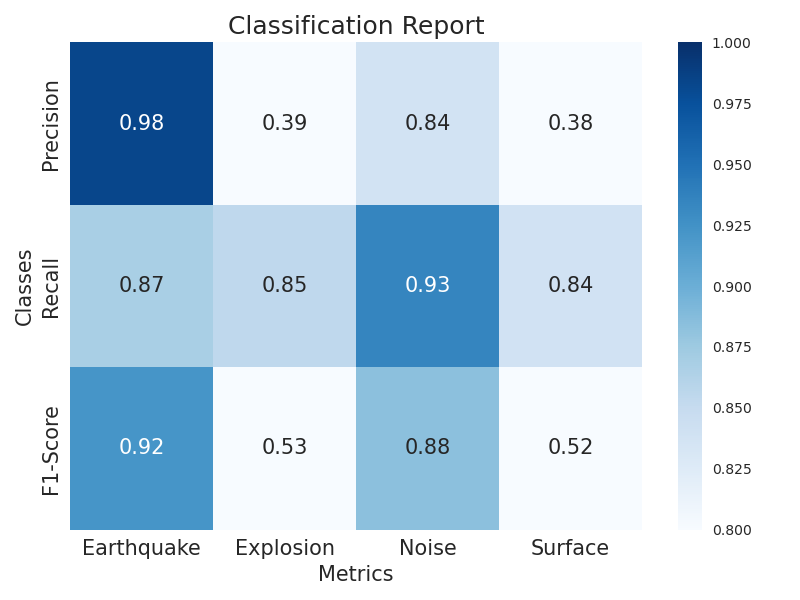 Classification Report
Precision
0.98 0.39 0.84 0.38
Classes
Recall
0.87 0.85 0.93 0.84
F1-Score
0.92 0.53 0.88 0.52
Earthquake Explosion Noise Surface
Metrics
1.000
0.975
0.950
0.925
0.900
0.875
0.850
0.825
0.800